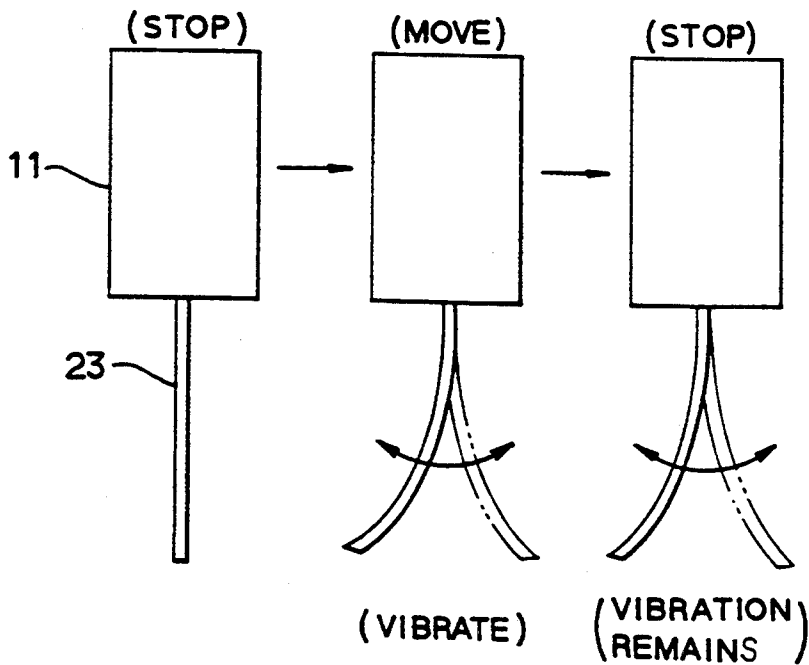 (STOP)
(MOVE)
(STOP)
11
23
(VIBRATE)
(VIBRATION
REMAINS)